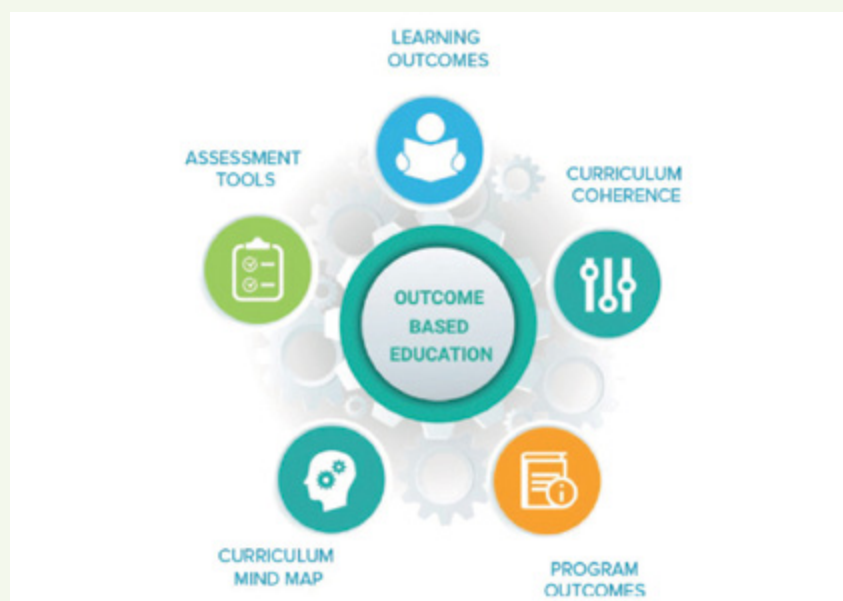 LEARNING
OUTCOMES
ASSESSMENT
TOOLS
CURRICULUM
COHERENCE
OUTCOME
BASED
EDUCATION
CURRICULUM
MIND MAP
PROGRAM
OUTCOMES